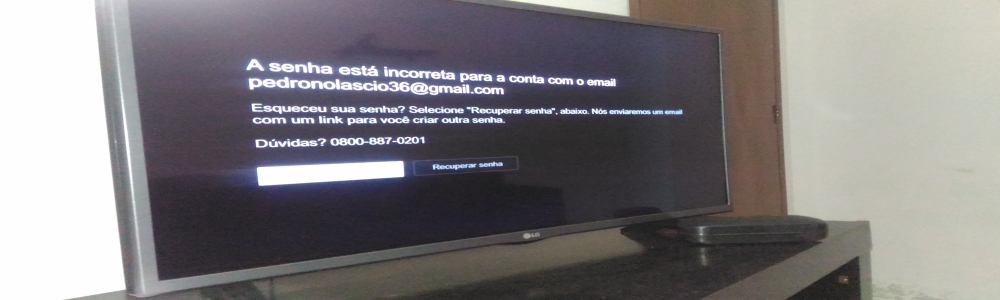 A senha está incorreta para a conta com o email
pedronolascio36@gmail.com
Esqueceu sua senha? Selecione "Recuperar senha", abaixo. Nós enviaremos um email
com um link para você criar outra senha.
Dúvidas? 0800-887-0201
Recuperar senha
LG